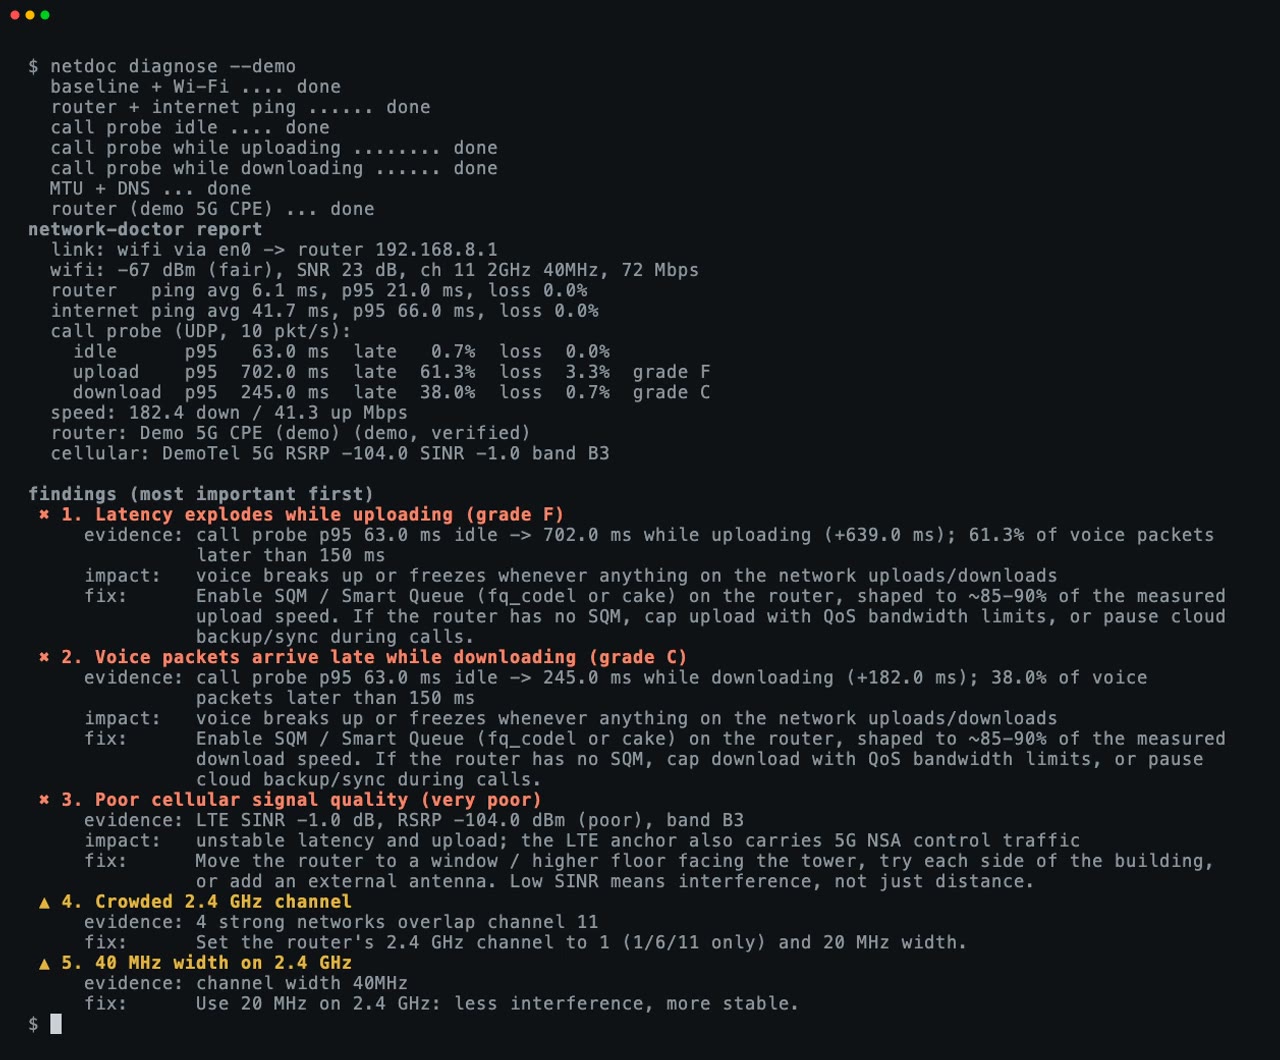 $ netdoc diagnose --demo
baseline + Wi-Fi .... done
router + internet ping ...... done
call probe idle .... done
call probe while uploading ........ done
call probe while downloading ...... done
MTU + DNS ... done
router (demo 5G CPE) ... done
network-doctor report
link: wifi via en0 -> router 192.168.8.1
wifi: -67 dBm (fair), SNR 23 dB, ch 11 2GHz 40MHz, 72 Mbps
router   ping avg 6.1 ms, p95 21.0 ms, loss 0.0%
internet ping avg 41.7 ms, p95 66.0 ms, loss 0.0%
call probe (UDP, 10 pkt/s):
idle      p95   63.0 ms  late   0.7%  loss  0.0%
upload    p95  702.0 ms  late  61.3%  loss  3.3%  grade F
download  p95  245.0 ms  late  38.0%  loss  0.7%  grade C
speed: 182.4 down / 41.3 up Mbps
router: Demo 5G CPE (demo) (demo, verified)
cellular: DemoTel 5G RSRP -104.0 SINR -1.0 band B3
findings (most important first)
✖ 1. Latency explodes while uploading (grade F)
evidence: call probe p95 63.0 ms idle -> 702.0 ms while uploading (+639.0 ms); 61.3% of voice packets
later than 150 ms
impact:   voice breaks up or freezes whenever anything on the network uploads/downloads
fix:      Enable SQM / Smart Queue (fq_codel or cake) on the router, shaped to ~85-90% of the measured
upload speed. If the router has no SQM, cap upload with QoS bandwidth limits, or pause cloud
backup/sync during calls.
✖ 2. Voice packets arrive late while downloading (grade C)
evidence: call probe p95 63.0 ms idle -> 245.0 ms while downloading (+182.0 ms); 38.0% of voice
packets later than 150 ms
impact:   voice breaks up or freezes whenever anything on the network uploads/downloads
fix:      Enable SQM / Smart Queue (fq_codel or cake) on the router, shaped to ~85-90% of the measured
download speed. If the router has no SQM, cap download with QoS bandwidth limits, or pause
cloud backup/sync during calls.
✖ 3. Poor cellular signal quality (very poor)
evidence: LTE SINR -1.0 dB, RSRP -104.0 dBm (poor), band B3
impact:   unstable latency and upload; the LTE anchor also carries 5G NSA control traffic
fix:      Move the router to a window / higher floor facing the tower, try each side of the building,
or add an external antenna. Low SINR means interference, not just distance.
▲ 4. Crowded 2.4 GHz channel
evidence: 4 strong networks overlap channel 11
fix:      Set the router's 2.4 GHz channel to 1 (1/6/11 only) and 20 MHz width.
▲ 5. 40 MHz width on 2.4 GHz
evidence: channel width 40MHz
fix:      Use 20 MHz on 2.4 GHz: less interference, more stable.
$